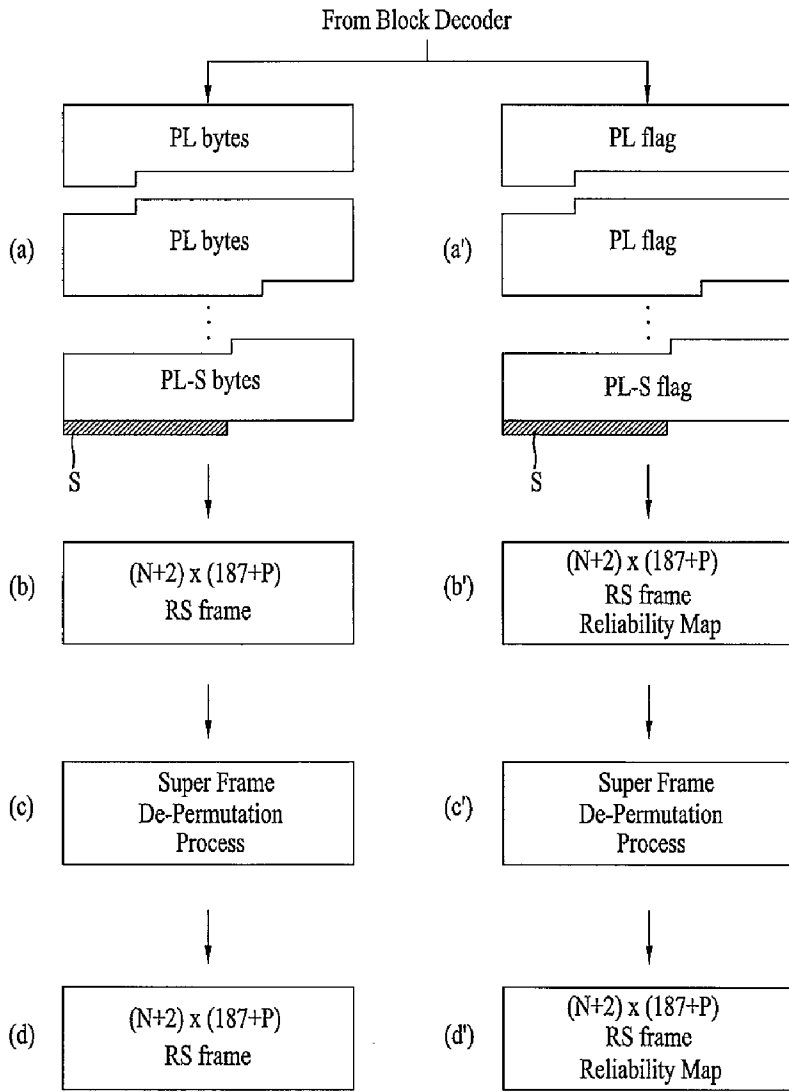 From Block Decoder
PL bytes
PL flag
(a)
PL bytes
(a')
PL flag
PL-S bytes
PL-S flag
S
S
(b)
(N+2) x (187+P)
RS frame
(b')
(N+2) x (187+P)
RS frame
Reliability Map
(c)
Super Frame
De-Permutation
Process
(c')
Super Frame
De-Permutation
Process
(d)
(N+2) x (187+P)
RS frame
(d')
(N+2) x (187+P)
RS frame
Reliability Map